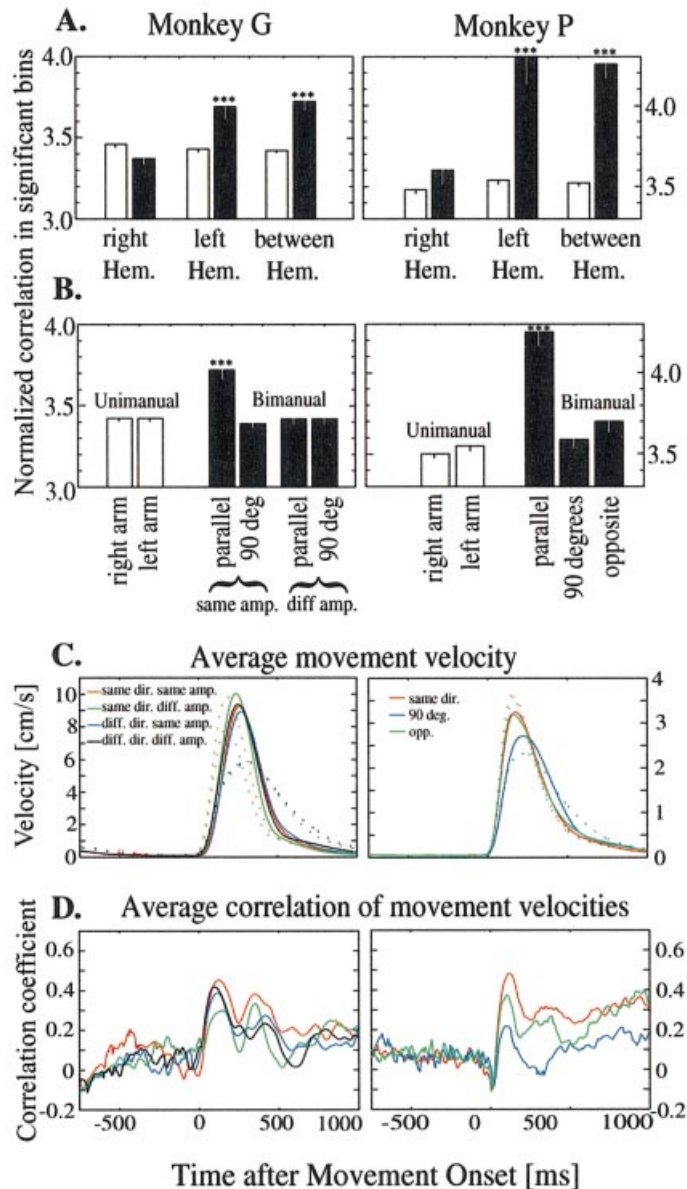 Monkey G
Monkey P
A.
Normalized correlation in significant bins
4.0
3.5
3.0
4.0
3.5
***
***
***
***
right
Hem.
left
Hem.
between
Hem.
right
Hem.
left
Hem.
between
Hem.
B.
4.0
3.5
3.0
4.0
3.5
***
Unimanual
Bimanual
***
Unimanual
Bimanual
right arm
left arm
parallel
90 deg
parallel
90 deg
same amp.
diff amp.
right arm
left arm
parallel
90 degrees
opposite
C.
Average movement velocity
Velocity [cm/s]
10
8
6
4
2
0
same dir. same amp.
same dir. diff. amp.
diff. dir. same amp.
diff. dir. diff. amp.
4
3
2
1
0
same dir.
90 deg.
opp.
D.
Average correlation of movement velocities
Correlation coefficient
0.6
0.4
0.2
0
-0.2
0.6
0.4
0.2
0
-0.2
-500 0 500 1000
-500 0 500 1000
Time after Movement Onset [ms]